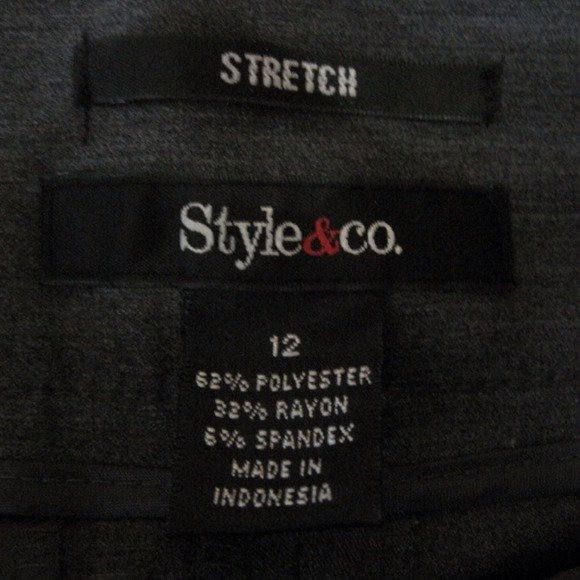 STRETCH
Style&co.
12
62% POLYESTER
32% RAYON
6% SPANDEX
MADE IN
INDONESIA